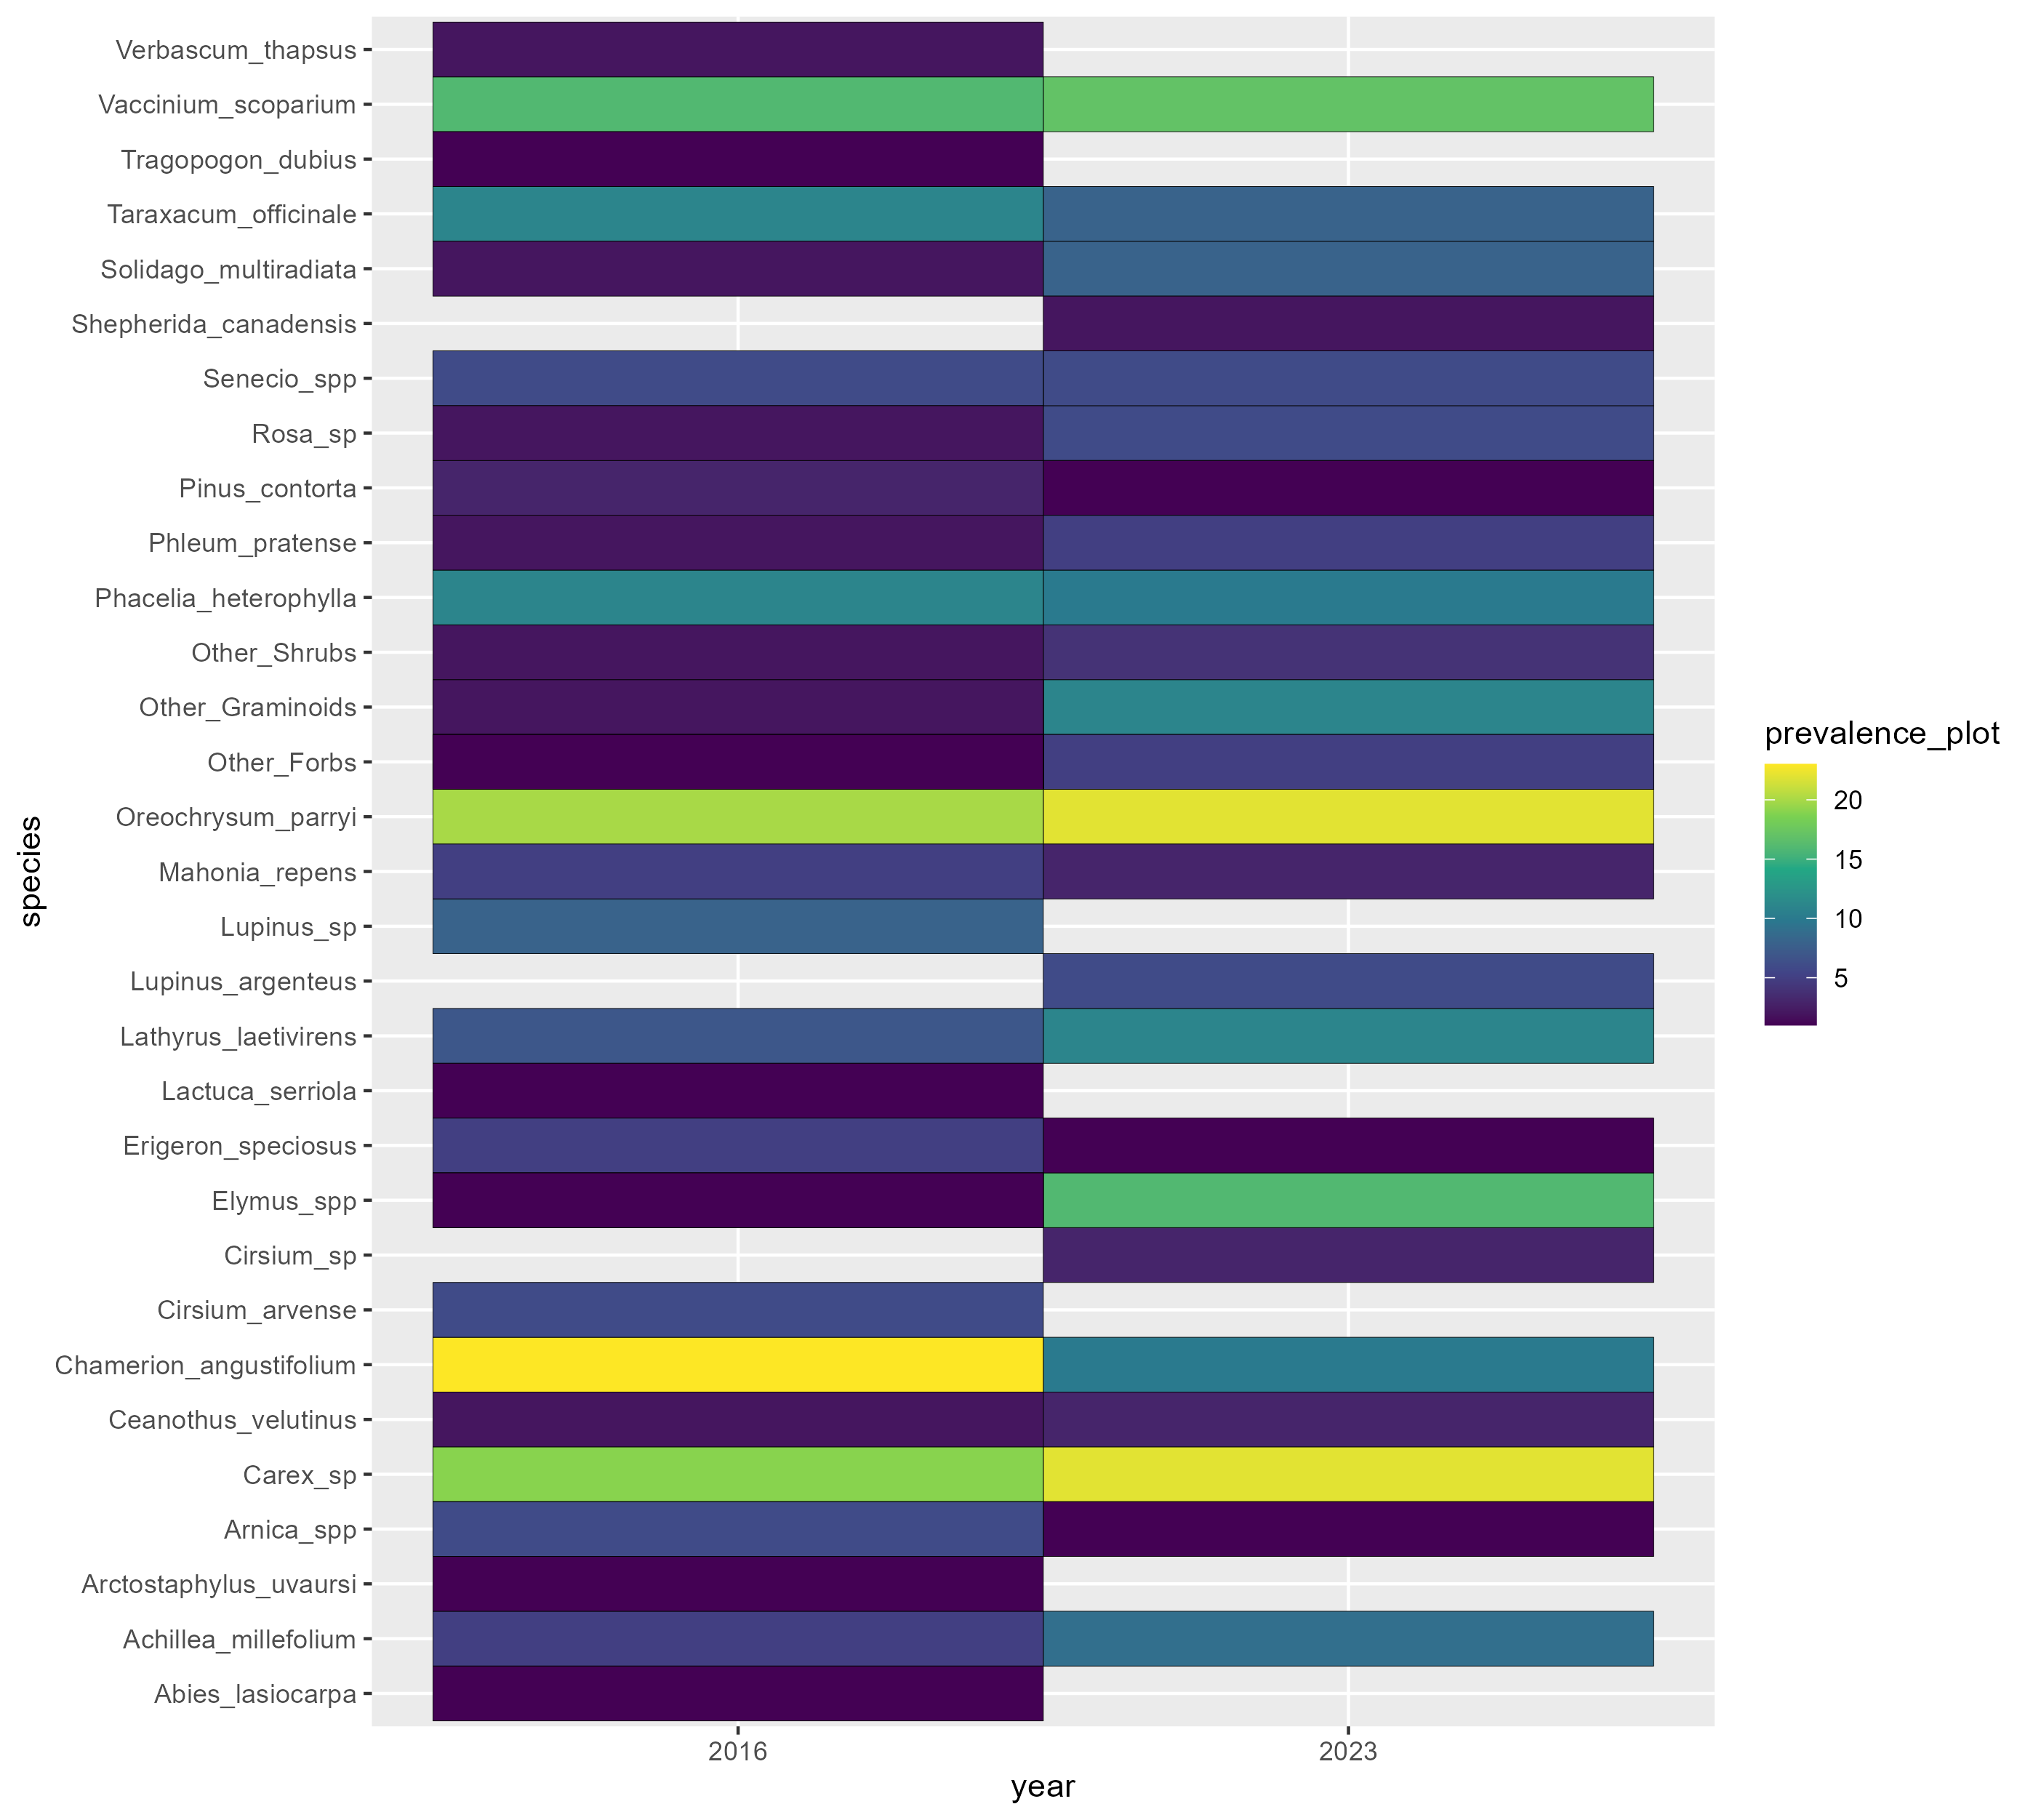 Verbascum_thapsus
Vaccinium_scoparium
Tragopogon_dubius
Taraxacum_officinale
Solidago_multiradiata
Shepherida_canadensis
Senecio_spp
Rosa_sp
Pinus_contorta
Phleum_pratense
Phacelia_heterophylla
Other_Shrubs
Other_Graminoids
Other_Forbs
Oreochrysum_parryi
Mahonia_repens
Lupinus_sp
Lupinus_argenteus
Lathyrus_laetivirens
Lactuca_serriola
Erigeron_speciosus
Elymus_spp
Cirsium_sp
Cirsium_arvense
Chamerion_angustifolium
Ceanothus_velutinus
Carex_sp
Arnica_spp
Arctostaphylus_uvaursi
Achillea_millefolium
Abies_lasiocarpa
species
2016
2023
year
prevalence_plot
20
15
10
5